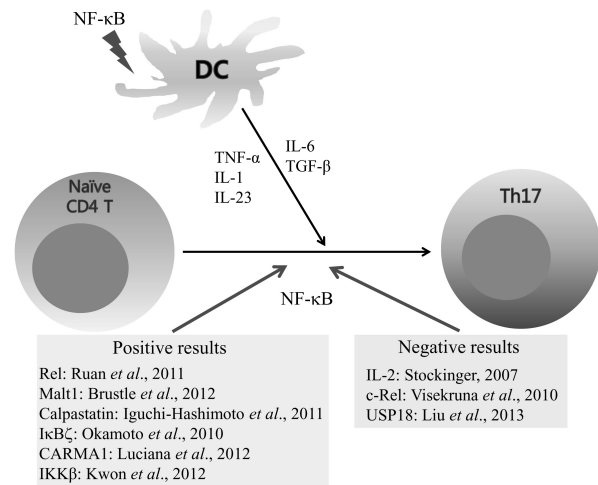 NF-κB
DC
TNF-α
IL-1
IL-23
IL-6
TGF-β
Naïve
CD4 T
Th17
NF-κB
Positive results
Rel: Ruan et al., 2011
Malt1: Brustle et al., 2012
Calpastatin: Iguchi-Hashimoto et al., 2011
IκBζ: Okamoto et al., 2010
CARMA1: Luciana et al., 2012
IKKβ: Kwon et al., 2012
Negative results
IL-2: Stockinger, 2007
c-Rel: Visekruna et al., 2010
USP18: Liu et al., 2013